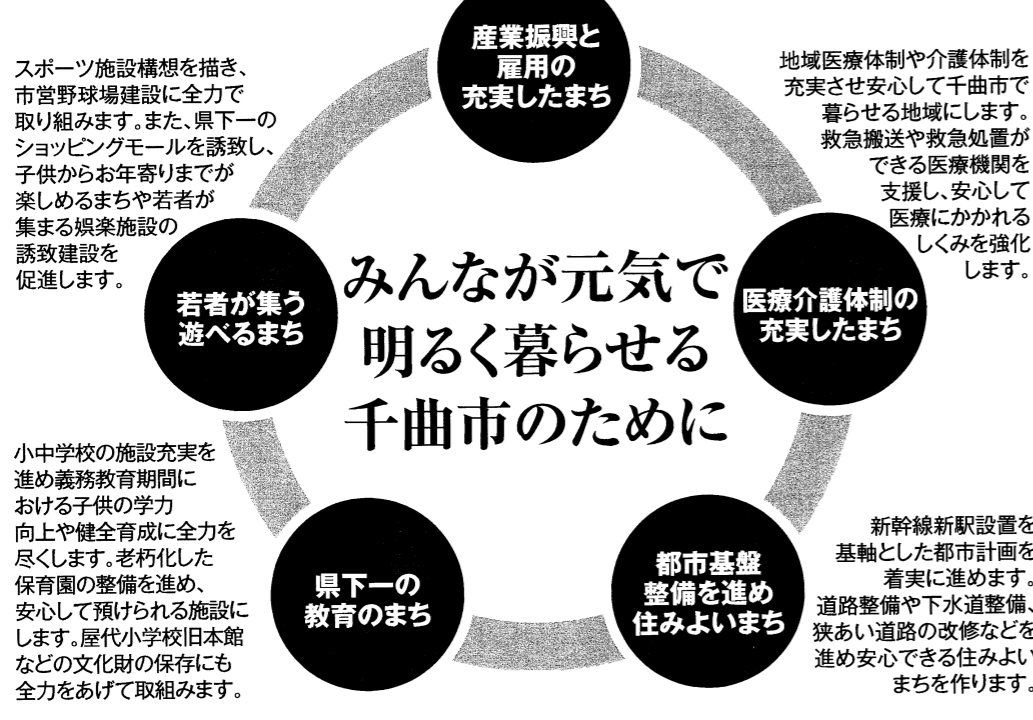 産業振興と
雇用の
充実したまち
スポーツ施設構想を描き、
市営野球場建設に全力で
取り組みます。また、県下一の
ショッピングモールを誘致し、
子供からお年寄りまでが
楽しめるまちや若者が
集まる娯楽施設の
誘致建設を
促進します。
地域医療体制や介護体制を
充実させ安心して千曲市で
暮らせる地域にします。
救急搬送や救急処置が
できる医療機関を
支援し、安心して
医療にかかれる
しくみを強化
します。
若者が集う
遊べるまち
みんなが元気で
明るく暮らせる
千曲市のために
医療介護体制の
充実したまち
小中学校の施設充実を
進め義務教育期間に
おける子供の学力
向上や健全育成に全力を
尽くします。老朽化した
保育園の整備を進め、
安心して預けられる施設に
します。屋代小学校旧本館
などの文化財の保存にも
全力をあげて取組みます。
県下一の
教育のまち
都市基盤
整備を進め
住みよいまち
新幹線新駅設置を
基軸とした都市計画を
着実に進めます。
道路整備や下水道整備、
狭あい道路の改修などを
進め安心できる住みよい
まちを作ります。